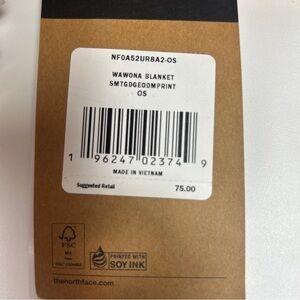 NF0A52UR8A2-OS
WAWONA BLANKET
SMTGDGEODMPRINT
OS
1 96247 02374 9
MADE IN VIETNAM
Suggested Retail 75.00
FSC
MIX
PRINTED WITH
SOY INK
thenorthface.com